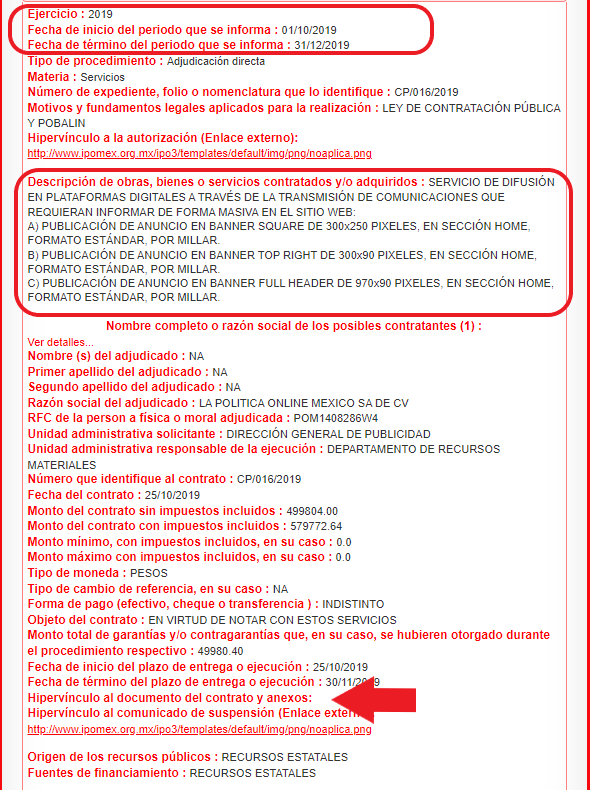 Ejercicio : 2019
Fecha de inicio del periodo que se informa : 01/10/2019
Fecha de término del periodo que se informa : 31/12/2019
Tipo de procedimiento : Adjudicación directa
Materia : Servicios
Número de expediente, folio o nomenclatura que lo identifique : CP/016/2019
Motivos y fundamentos legales aplicados para la realización : LEY DE CONTRATACIÓN PÚBLICA
Y POBALIN
Hipervínculo a la autorización (Enlace externo):
http://www.ipomex.org.mx/ipo3/templates/default/img/png/noaplica.png
Descripción de obras, bienes o servicios contratados y/o adquiridos : SERVICIO DE DIFUSIÓN
EN PLATAFORMAS DIGITALES A TRAVÉS DE LA TRANSMISIÓN DE COMUNICACIONES QUE
REQUIERAN INFORMAR DE FORMA MASIVA EN EL SITIO WEB:
A) PUBLICACIÓN DE ANUNCIO EN BANNER SQUARE DE 300x250 PIXELES, EN SECCIÓN HOME,
FORMATO ESTÁNDAR, POR MILLAR.
B) PUBLICACIÓN DE ANUNCIO EN BANNER TOP RIGHT DE 300x90 PIXELES, EN SECCIÓN HOME,
FORMATO ESTÁNDAR, POR MILLAR.
C) PUBLICACIÓN DE ANUNCIO EN BANNER FULL HEADER DE 970x90 PIXELES, EN SECCIÓN HOME,
FORMATO ESTÁNDAR, POR MILLAR.
Nombre completo o razón social de los posibles contratantes (1) :
Ver detalles...
Nombre (s) del adjudicado : NA
Primer apellido del adjudicado : NA
Segundo apellido del adjudicado : NA
Razón social del adjudicado : LA POLITICA ONLINE MEXICO SA DE CV
RFC de la person a física o moral adjudicada : POM1408286W4
Unidad administrativa solicitante : DIRECCIÓN GENERAL DE PUBLICIDAD
Unidad administrativa responsable de la ejecución : DEPARTAMENTO DE RECURSOS
MATERIALES
Número que identifique al contrato : CP/016/2019
Fecha del contrato : 25/10/2019
Monto del contrato sin impuestos incluidos : 499804.00
Monto del contrato con impuestos incluidos : 579772.64
Monto mínimo, con impuestos incluidos, en su caso : 0.0
Monto máximo con impuestos incluidos, en su caso : 0.0
Tipo de moneda : PESOS
Tipo de cambio de referencia, en su caso : NA
Forma de pago (efectivo, cheque o transferencia ) : INDISTINTO
Objeto del contrato : EN VIRTUD DE NOTAR CON ESTOS SERVICIOS
Monto total de garantías y/o contragarantías que, en su caso, se hubieren otorgado durante
el procedimiento respectivo : 49980.40
Fecha de inicio del plazo de entrega o ejecución : 25/10/2019
Fecha de término del plazo de entrega o ejecución : 30/11/2019
Hipervínculo al documento del contrato y anexos:
Hipervínculo al comunicado de suspensión (Enlace extern
http://www.ipomex.org.mx/ipo3/templates/default/img/png/noaplica.png
Origen de los recursos públicos : RECURSOS ESTATALES
Fuentes de financiamiento : RECURSOS ESTATALES